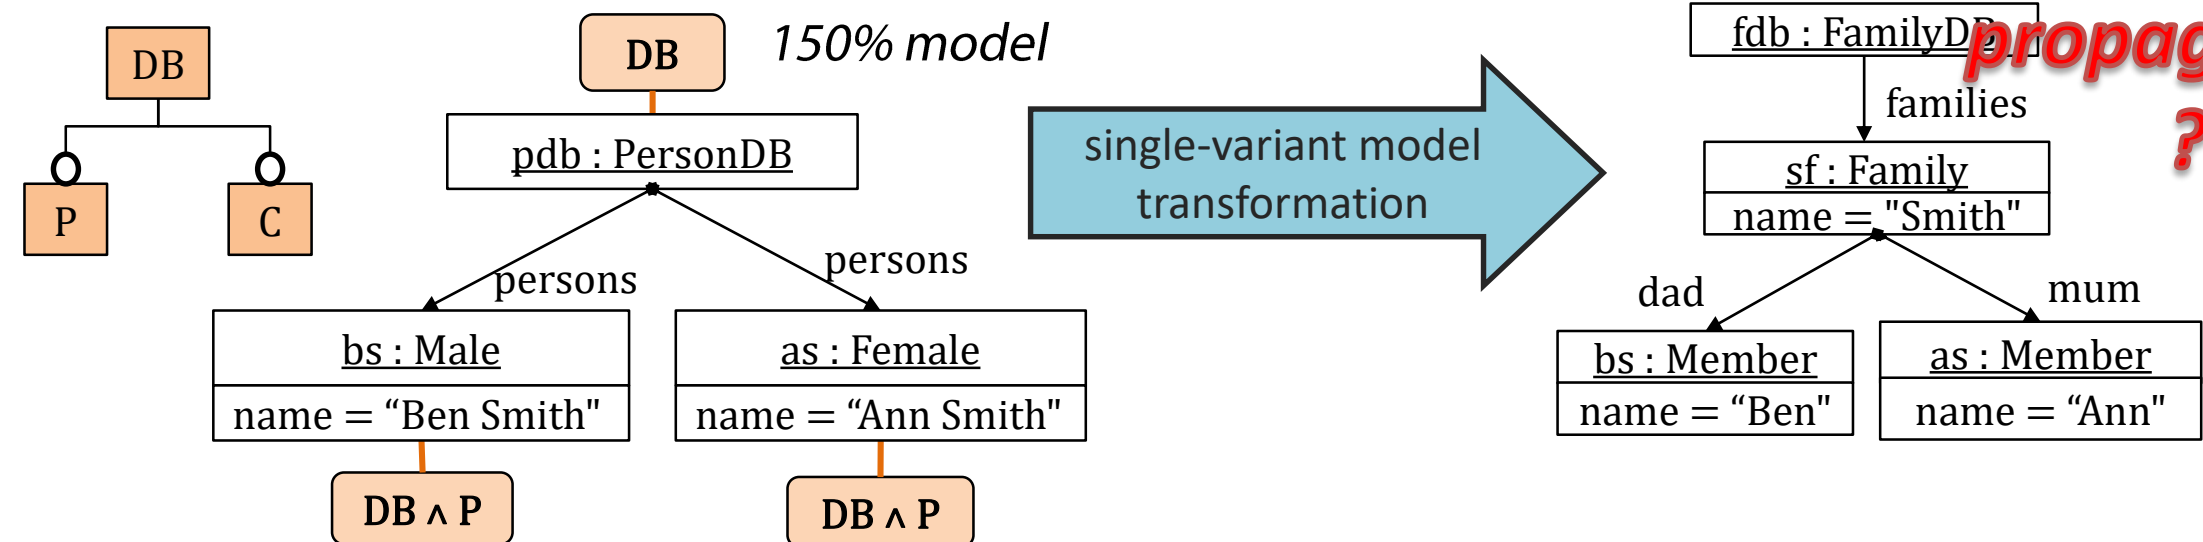 DB
P
C
DB
150% model
pdb : PersonDB
persons
persons
bs : Male
name = “Ben Smith"
as : Female
name = “Ann Smith"
DB ∧ P
DB ∧ P
single-variant model
transformation
fdb : FamilyDB
families
?
sf : Family
name = "Smith"
dad
mum
bs : Member
name = “Ben"
as : Member
name = “Ann"